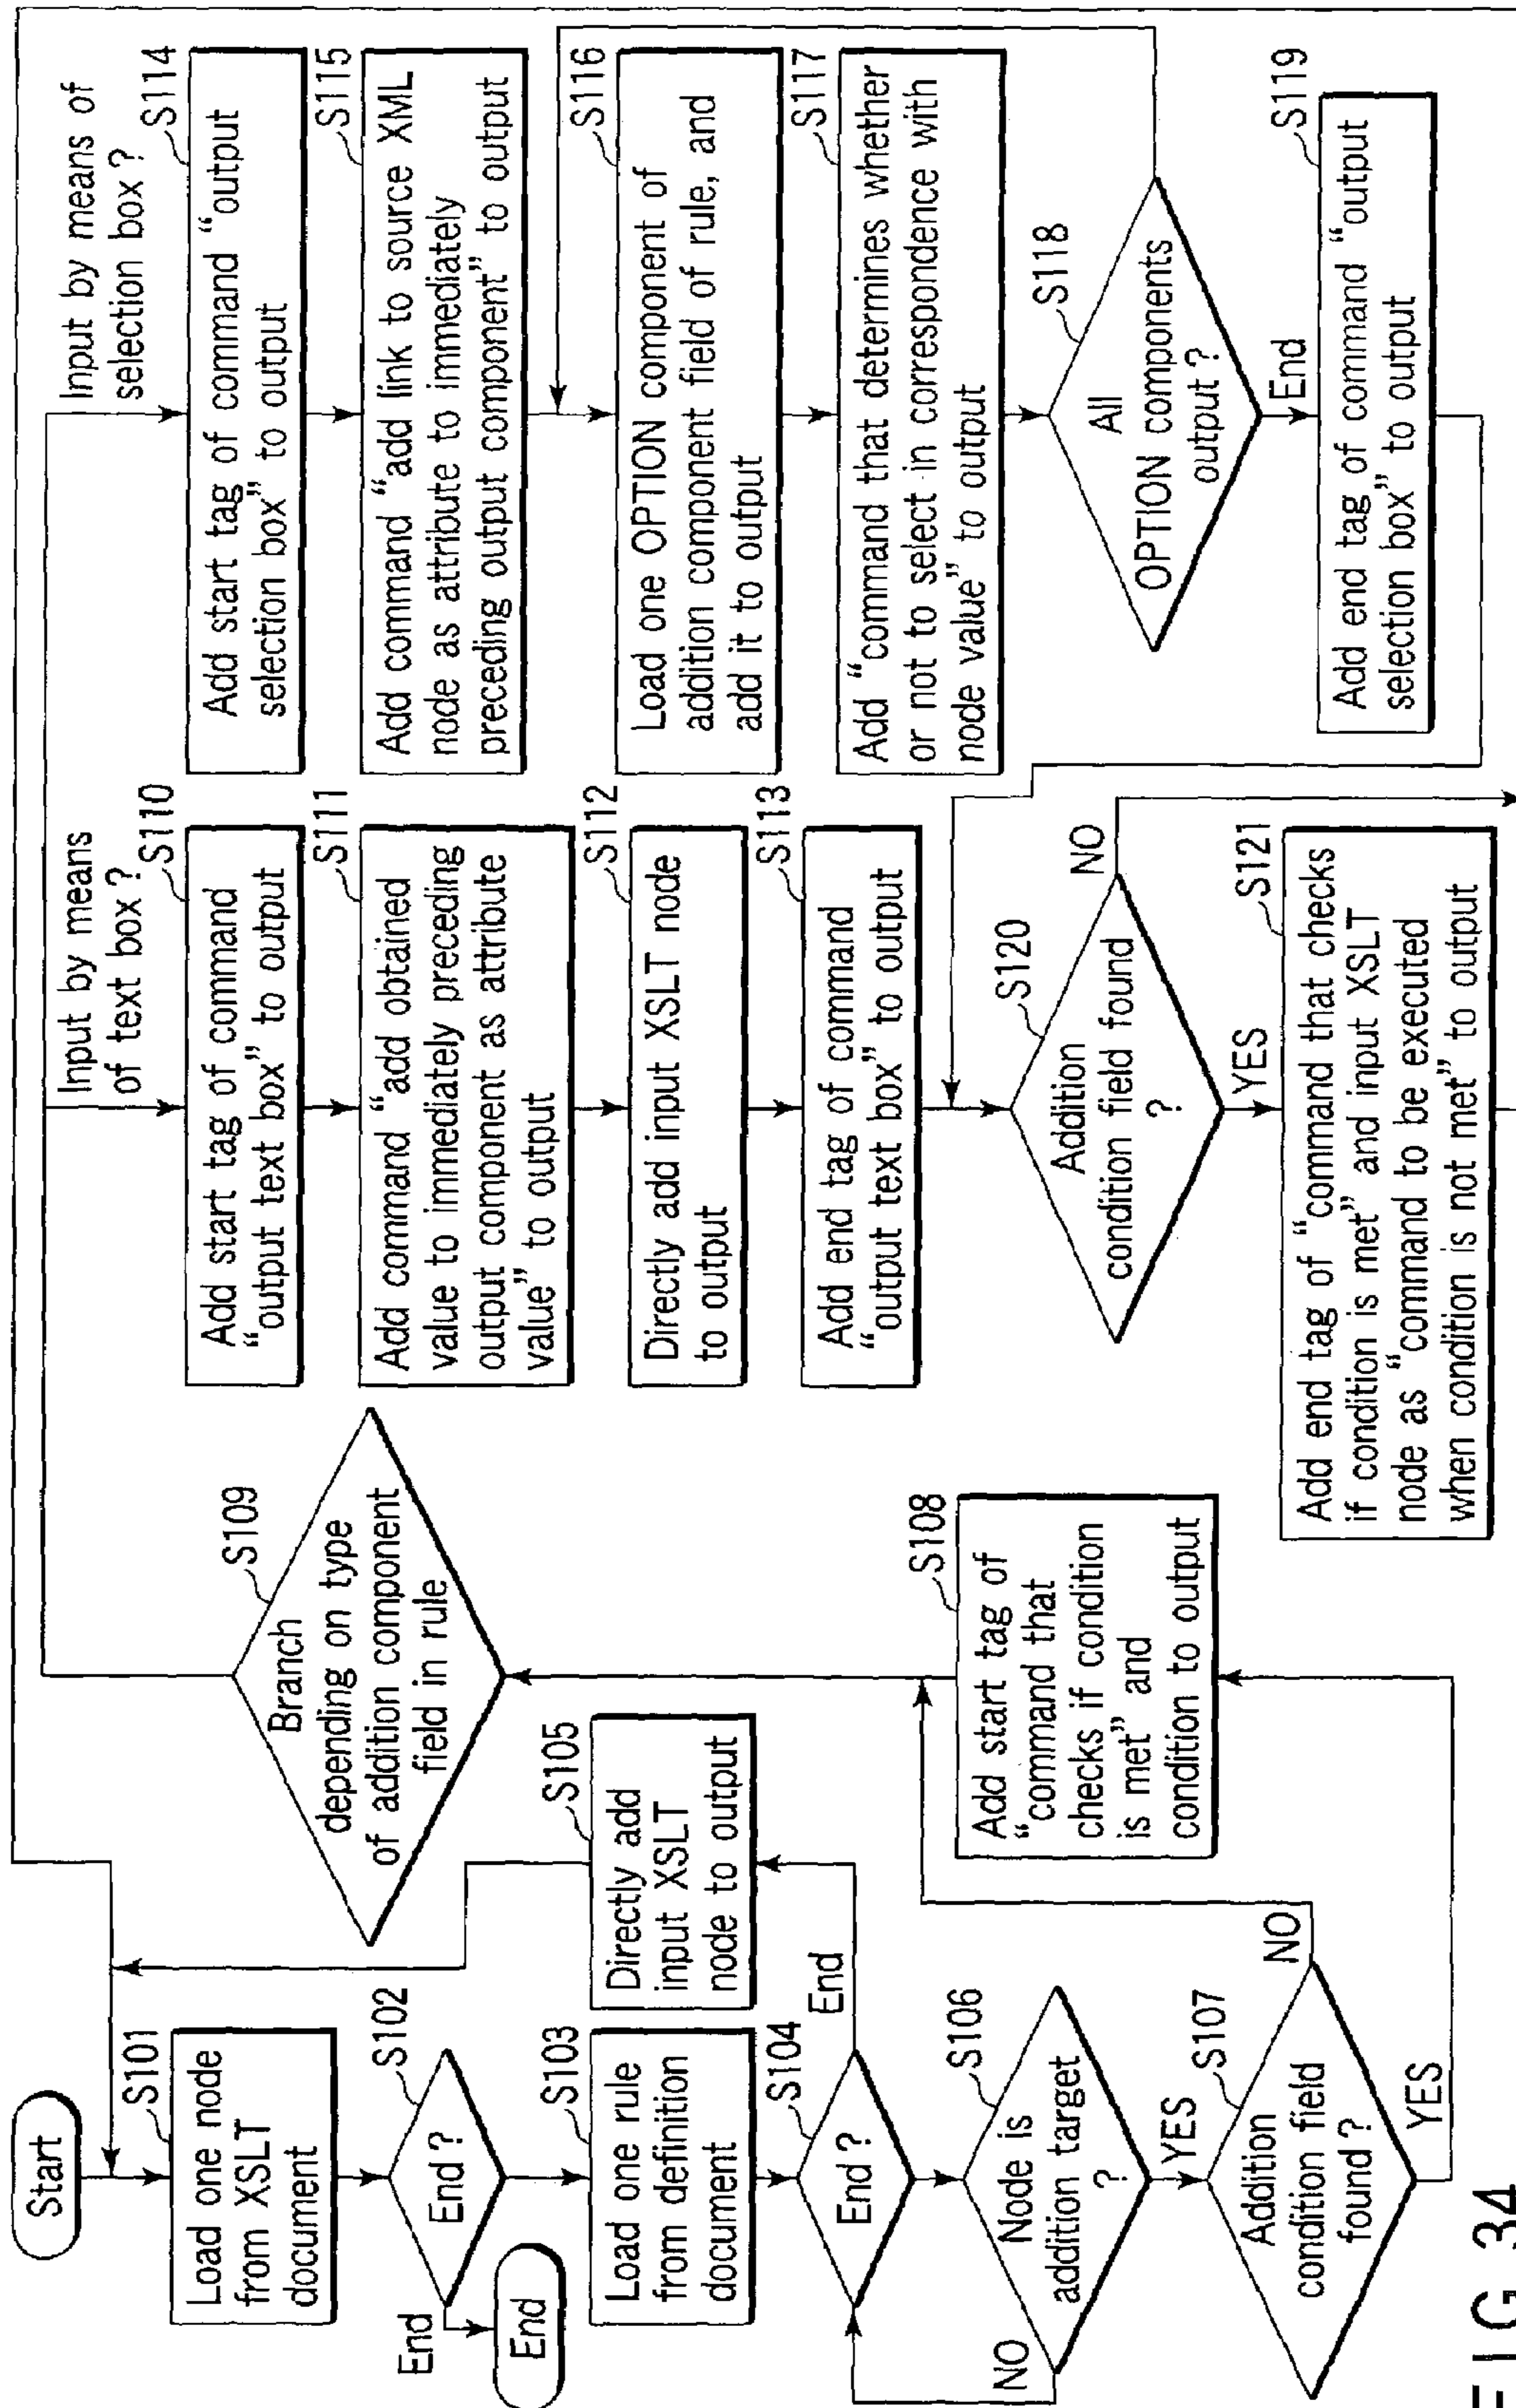 Start
S101
Load one node
from XSLT
document
S102
End ?
End
End
S103
Load one rule
from definition
document
S104
End ?
End
S105
Directly add
input XSLT
node to output
S106
Node is
addition target
?
NO
YES
S107
Addition
condition field
found ?
NO
YES
S108
Add start tag of
“command that
checks if condition
is met” and
condition to output
S109
Branch
depending on type
of addition component
field in rule
Input by means
of text box ?
S110
Add start tag of command
“output text box” to output
S111
Add command “add obtained
value to immediately preceding
output component as attribute
value” to output
S112
Directly add input XSLT node
to output
S113
Add end tag of command
“output text box” to output
Input by means of
selection box ?
S114
Add start tag of command “output
selection box” to output
S115
Add command “add link to source XML
node as attribute to immediately
preceding output component” to output
S116
Load one OPTION component of
addition component field of rule, and
add it to output
S117
Add “command that determines whether
or not to select in correspondence with
node value” to output
S118
All
OPTION components
output ?
End
S119
Add end tag of command “output
selection box” to output
S120
Addition
condition field found
?
NO
YES
S121
Add end tag of “command that checks
if condition is met” and input XSLT
node as “command to be executed
when condition is not met” to output
FIG. 34